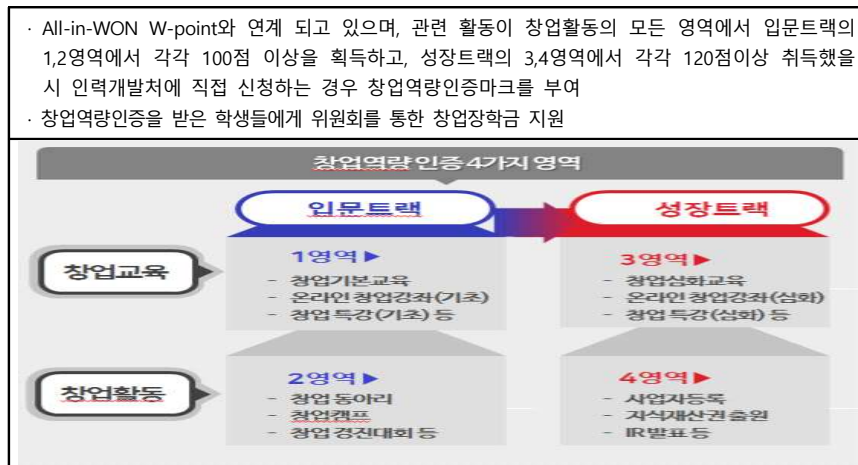 · All-in-WON W-point와 연계 되고 있으며, 관련 활동이 창업활동의 모든 영역에서 입문트랙의
1,2영역에서 각각 100점 이상을 획득하고, 성장트랙의 3,4영역에서 각각 120점이상 취득했을
시 인력개발처에 직접 신청하는 경우 창업역량인증마크를 부여
· 창업역량인증을 받은 학생들에게 위원회를 통한 창업장학금 지원
창업역량 인증 4가지 영역
입문트랙
성장트랙
창업교육
1영역 ▶
- 창업기본교육
- 온라인 창업강좌(기초)
- 창업 특강(기초) 등
3영역 ▶
- 창업심화교육
- 온라인 창업강좌(심화)
- 창업 특강(심화) 등
창업활동
2영역 ▶
- 창업 동아리
- 창업캠프
- 창업 경진대회 등
4영역 ▶
- 사업자등록
- 지식재산권 출원
- IR발표 등